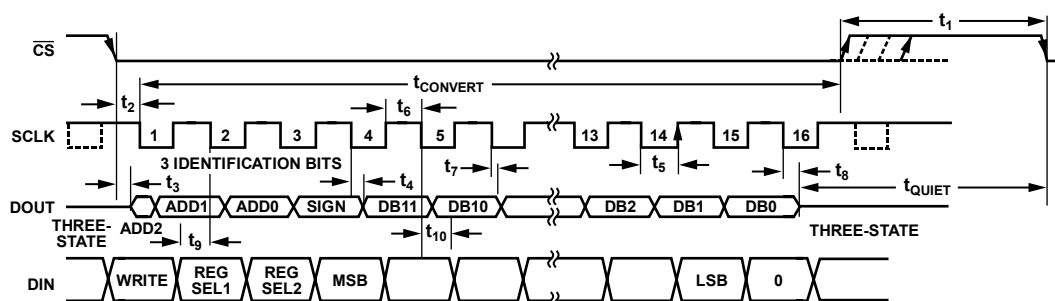 t1
CS
tCONVERT
t2
t6
SCLK
1 2 3 4 5 13 14 15 16
3 IDENTIFICATION BITS
t7
t5
t8
t3
t4
tQUIET
DOUT
ADD1 ADD0 SIGN DB11 DB10 DB2 DB1 DB0
THREE-STATE
ADD2
THREE-STATE
t9
t10
DIN
WRITE
REG SEL1
REG SEL2
MSB
LSB
0